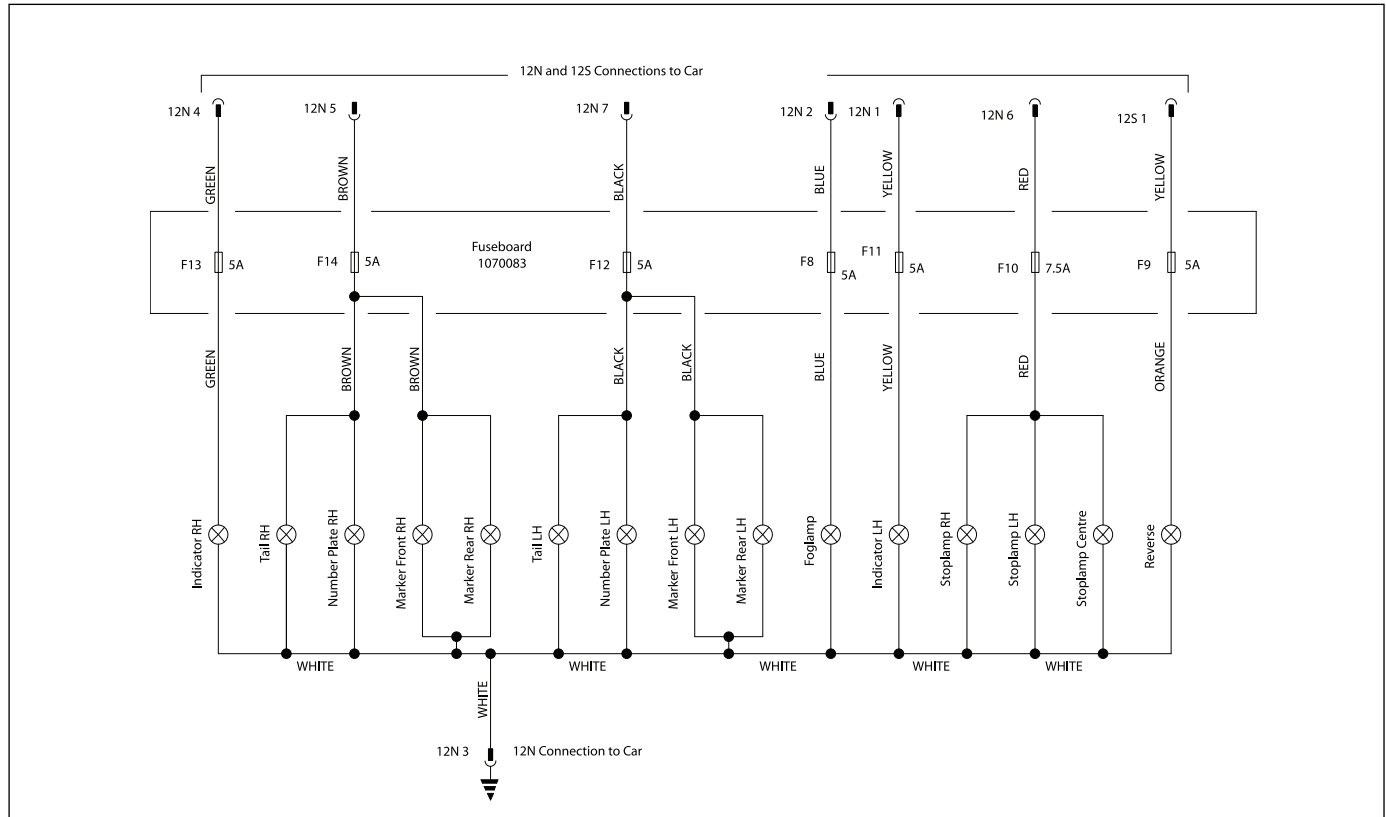 12N and 12S Connections to Car
12N 4
12N 5
12N 7
12N 2
12N 1
12N 6
12S 1
GREEN
BROWN
BLACK
BLUE
YELLOW
RED
YELLOW
Fuseboard
1070083
F13
5A
F14
5A
F12
5A
F8
5A
F11
5A
F10
7.5A
F9
5A
GREEN
BROWN
BROWN
BLACK
BLACK
BLUE
YELLOW
RED
ORANGE
Indicator RH
Tail RH
Number Plate RH
Marker Front RH
Marker Rear RH
Tail LH
Number Plate LH
Marker Front LH
Marker Rear LH
Foglamp
Indicator LH
Stoplamp RH
Stoplamp LH
Stoplamp Centre
Reverse
WHITE
WHITE
WHITE
WHITE
WHITE
WHITE
12N 3
12N Connection to Car